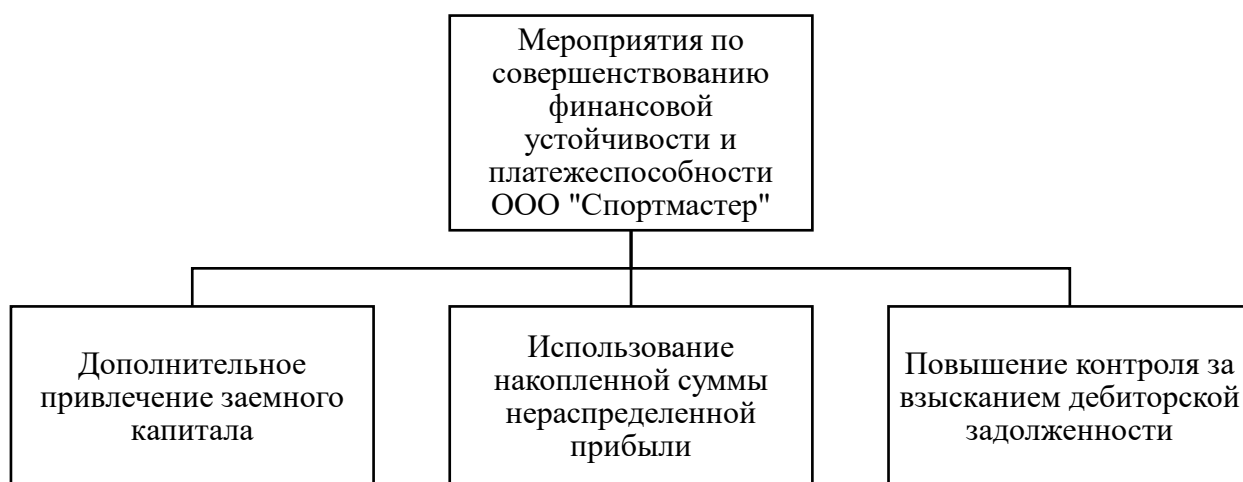 Мероприятия по
совершенствованию
финансовой
устойчивости и
платежеспособности
ООО "Спортмастер"
Дополнительное
привлечение заемного
капитала
Использование
накопленной суммы
нераспределенной
прибыли
Повышение контроля за
взысканием дебиторской
задолженности